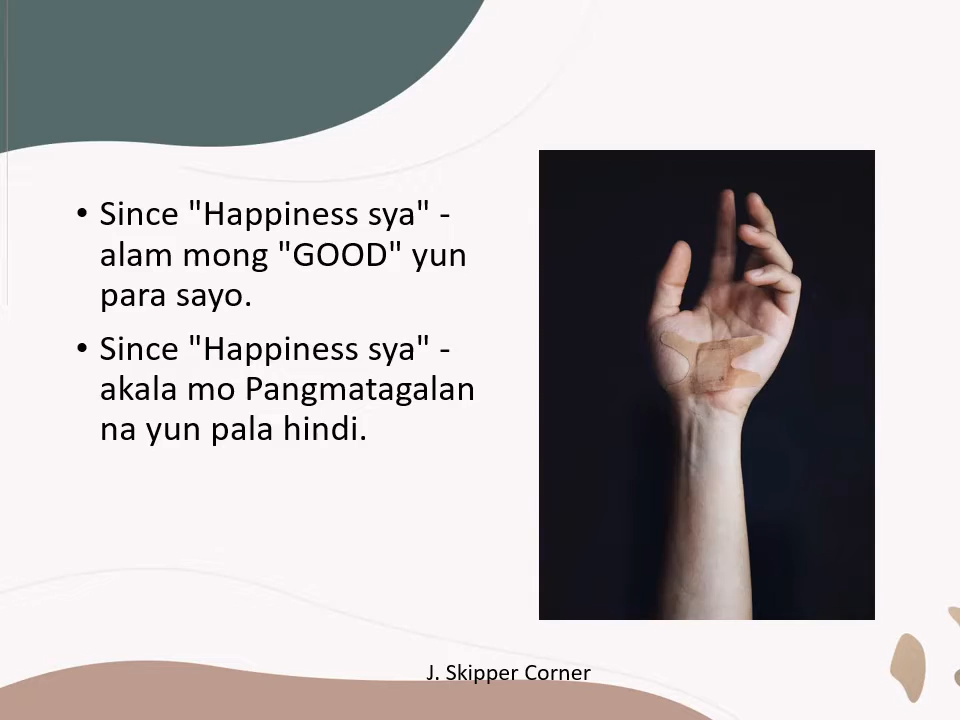 • Since "Happiness sya" -
alam mong "GOOD" yun
para sayo.
• Since "Happiness sya" -
akala mo Pangmatagalan
na yun pala hindi.
J. Skipper Corner